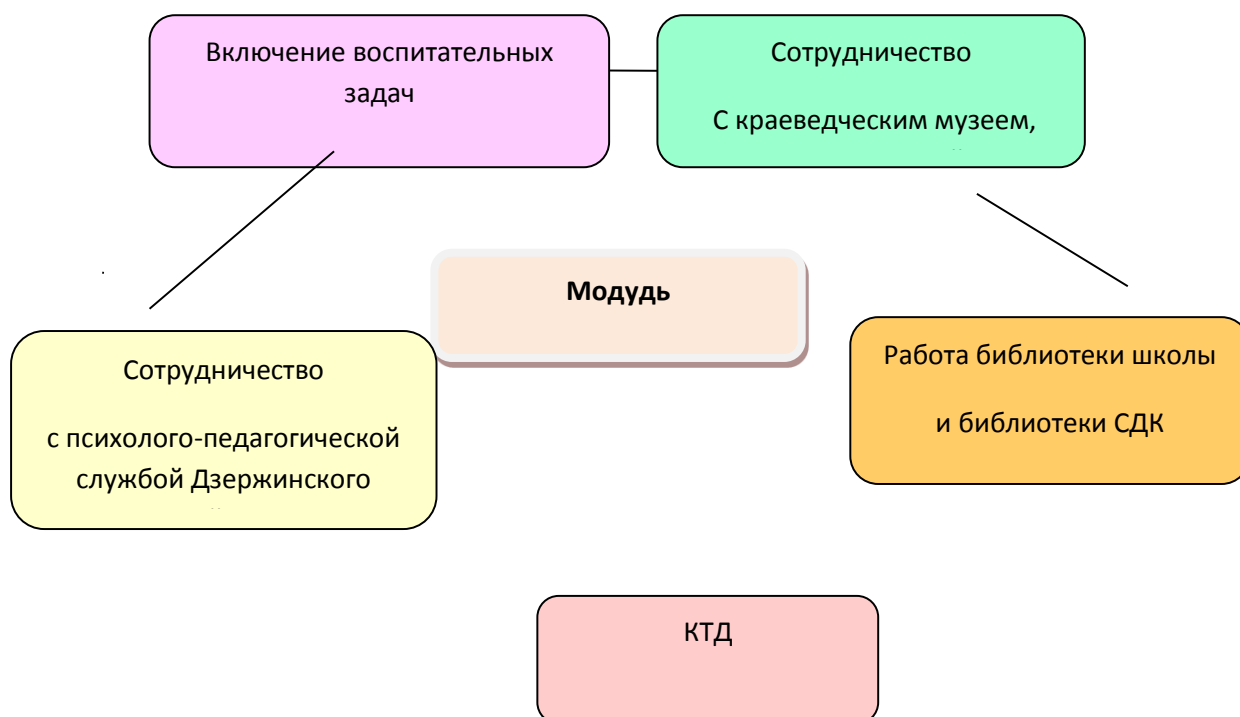 Включение воспитательных
задач
Сотрудничество
С краеведческим музеем,
Модудь
Сотрудничество
с психолого-педагогической
службой Дзержинского
Работа библиотеки школы
и библиотеки СДК
КТД